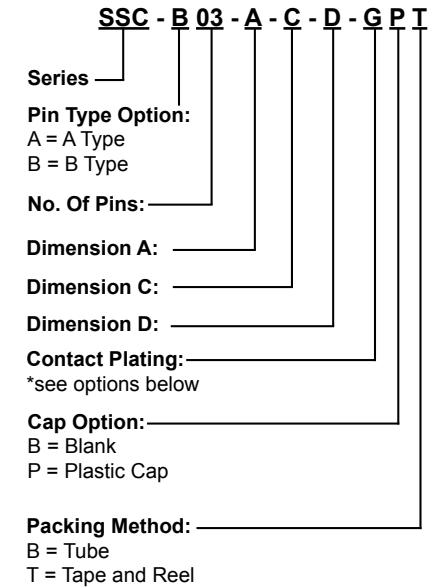 SSC - B 03 - A - C - D - G P T
Series
Pin Type Option:
A = A Type
B = B Type
No. Of Pins:
Dimension A:
Dimension C:
Dimension D:
Contact Plating:
*see options below
Cap Option:
B = Blank
P = Plastic Cap
Packing Method:
B = Tube
T = Tape and Reel